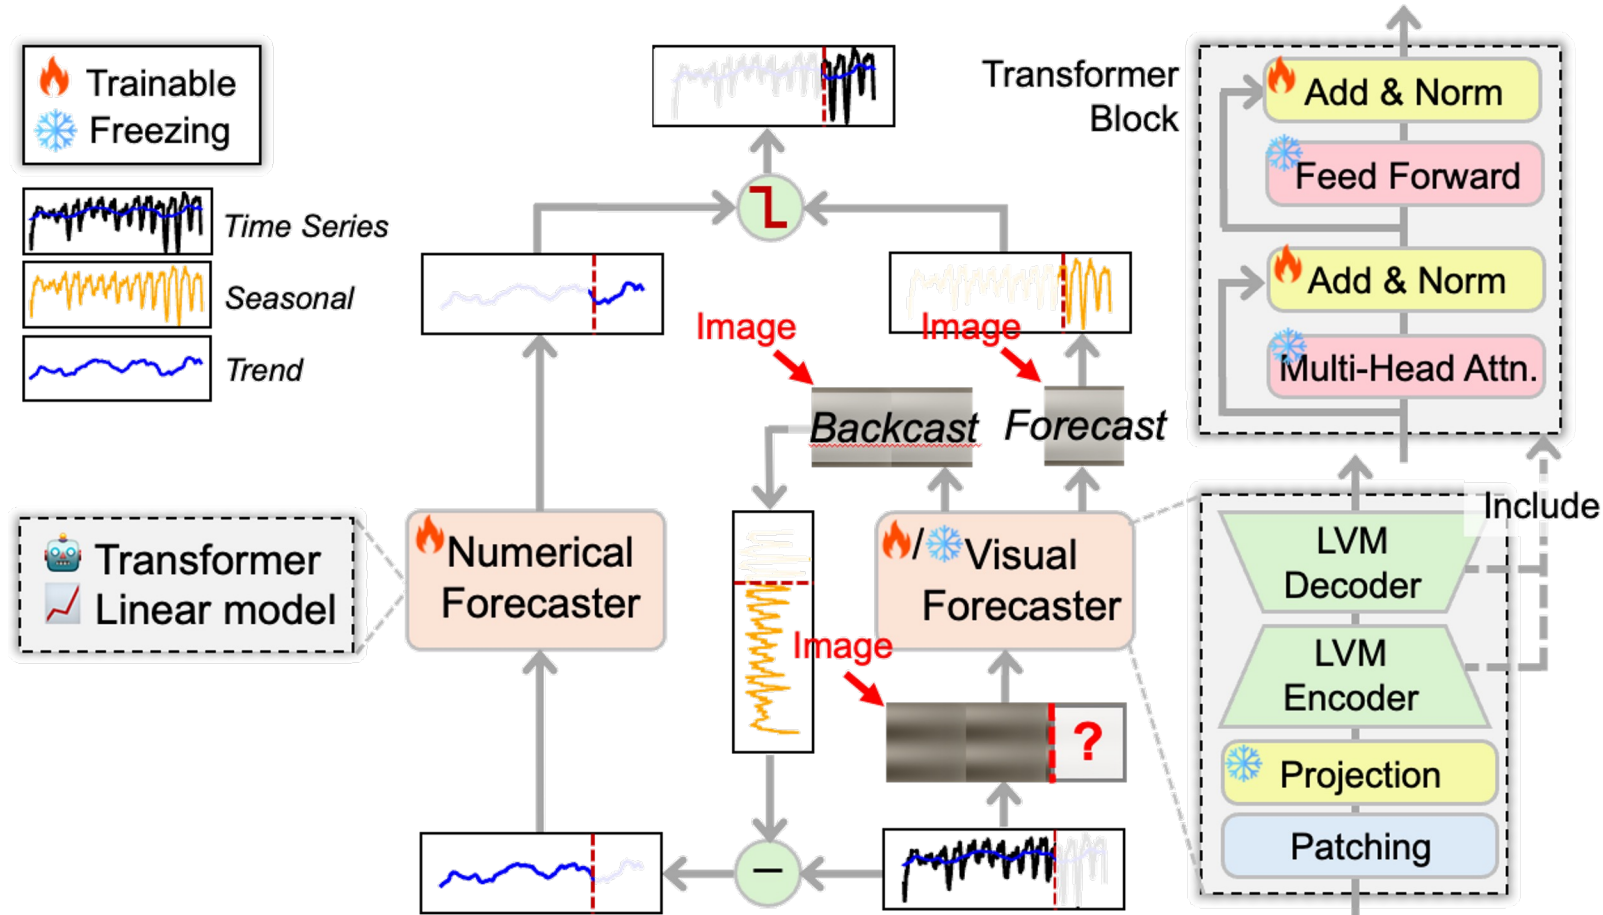 Trainable
Freezing
Time Series
Seasonal
Trend
Transformer
Block
Add & Norm
Feed Forward
Add & Norm
Multi-Head Attn.
Image
Image
Backcast
Forecast
Include
Transformer
Linear model
Numerical
Forecaster
/
Visual
Forecaster
Image
?
LVM
Decoder
LVM
Encoder
Projection
Patching
−